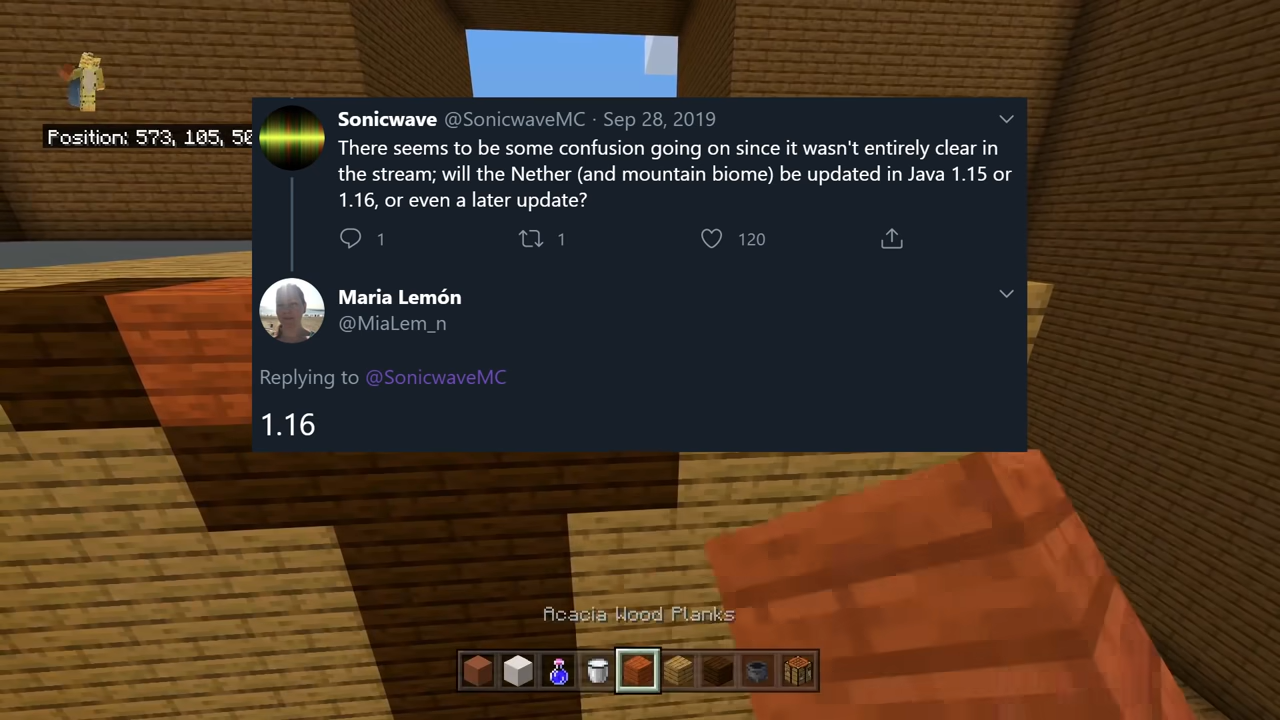 Position: 573, 105, 50
Sonicwave @SonicwaveMC · Sep 28, 2019
There seems to be some confusion going on since it wasn't entirely clear in
the stream; will the Nether (and mountain biome) be updated in Java 1.15 or
1.16, or even a later update?
1 1 120
Maria Lemón
@MiaLem_n
Replying to @SonicwaveMC
1.16
Acacia Wood Planks